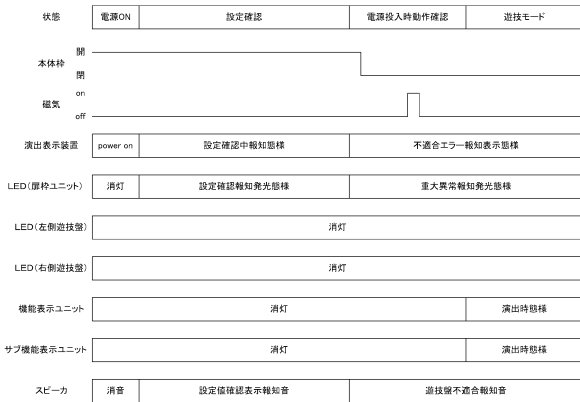 状態 電源ON 設定確認 電源投入時動作確認 遊技モード
開
本体枠
閉
on
磁気
off
演出表示装置 power on 設定確認中報知態様 不適合エラー報知表示態様
LED(扉枠ユニット) 消灯 設定確認報知発光態様 重大異常報知発光態様
LED(左側遊技盤) 消灯
LED(右側遊技盤) 消灯
機能表示ユニット 消灯 演出時態様
サブ機能表示ユニット 消灯 演出時態様
スピーカ 消音 設定値確認表示報知音 遊技盤不適合報知音